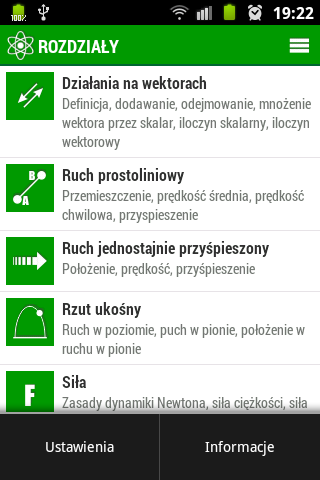 100%
19:22
ROZDZIAŁY
Działania na wektorach
Definicja, dodawanie, odejmowanie, mnożenie
wektora przez skalar, iloczyn skalarny, iloczyn
wektorowy
B
A
Ruch prostoliniowy
Przemieszczenie, prędkość średnia, prędkość
chwilowa, przyspieszenie
Ruch jednostajnie przyśpieszony
Położenie, prędkość, przyśpieszenie
Rzut ukośny
Ruch w poziomie, puch w pionie, położenie w
ruchu w pionie
F
Siła
Zasady dynamiki Newtona, siła ciężkości, siła
Ustawienia
Informacje